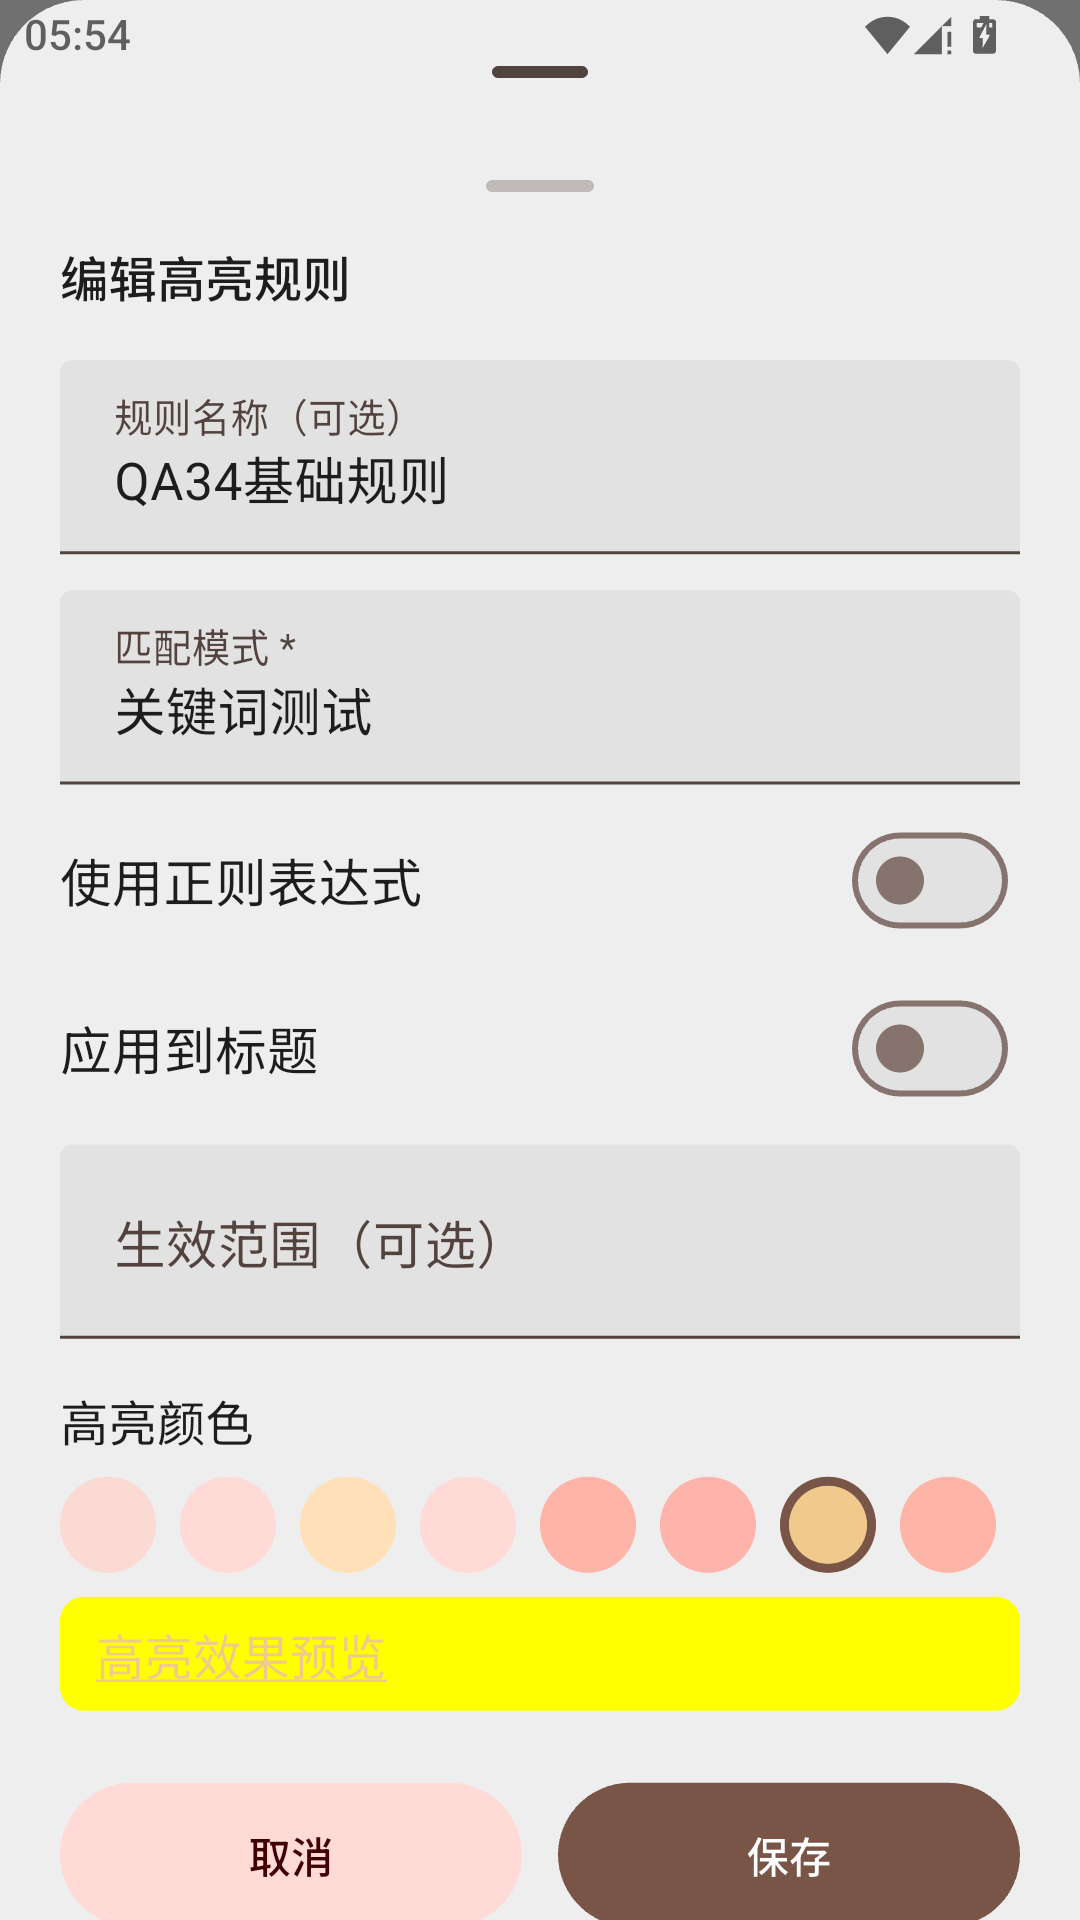 05:54
编辑高亮规则
规则名称（可选）
QA34基础规则
匹配模式 *
关键词测试
使用正则表达式
应用到标题
生效范围（可选）
高亮颜色
高亮效果预览
取消
保存